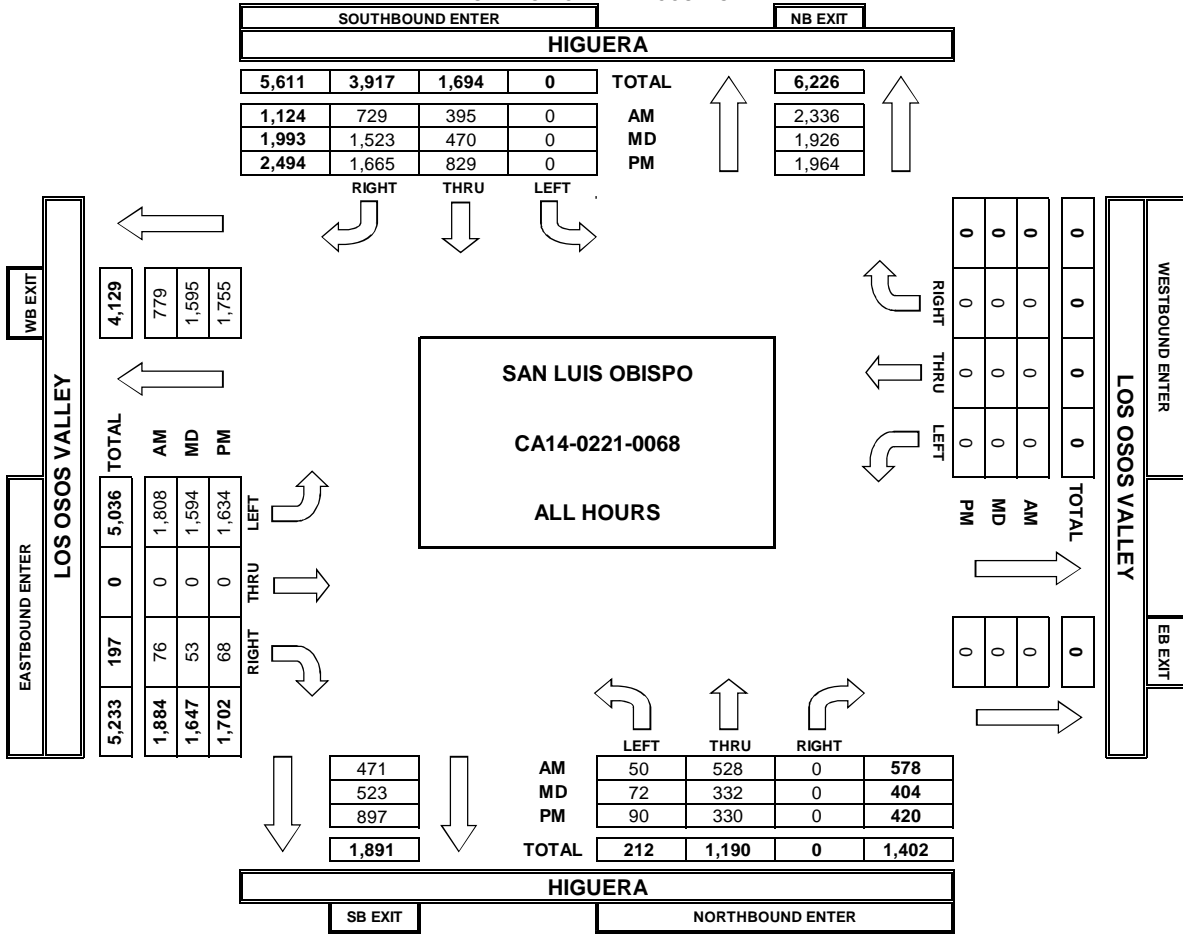 SOUTHBOUND ENTER NB EXIT
HIGUERA
5,611 3,917 1,694 0 TOTAL 6,226
1,124 729 395 0 AM 2,336
1,993 1,523 470 0 MD 1,926
2,494 1,665 829 0 PM 1,964
RIGHT THRU LEFT
WB EXIT
4,129
779
1,595
1,755
LOS OSOS VALLEY
EASTBOUND ENTER
TOTAL 5,036 0 197 5,233
AM 1,808 0 76 1,884
MD 1,594 0 53 1,647
PM 1,634 0 68 1,702
LEFT THRU RIGHT
SAN LUIS OBISPO
CA14-0221-0068
ALL HOURS
RIGHT THRU LEFT
0 0 0 0 PM
0 0 0 0 MD
0 0 0 0 AM
0 0 0 0 TOTAL
LOS OSOS VALLEY
WESTBOUND ENTER
0 0 0 0
EB EXIT
LEFT THRU RIGHT
471 AM 50 528 0 578
523 MD 72 332 0 404
897 PM 90 330 0 420
1,891 TOTAL 212 1,190 0 1,402
HIGUERA
SB EXIT NORTHBOUND ENTER